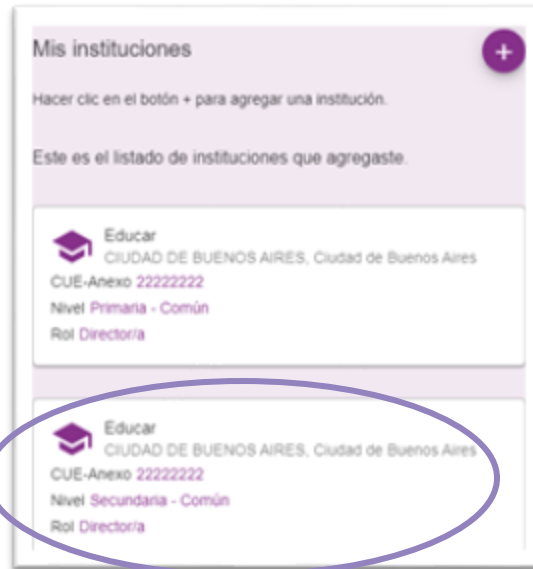 Mis instituciones
+
Hacer clic en el botón + para agregar una institución.
Este es el listado de instituciones que agregaste.
Educar
CIUDAD DE BUENOS AIRES, Ciudad de Buenos Aires
CUE-Anexo 22222222
Nivel Primaria - Común
Rol Director/a
Educar
CIUDAD DE BUENOS AIRES, Ciudad de Buenos Aires
CUE-Anexo 22222222
Nivel Secundaria - Común
Rol Director/a